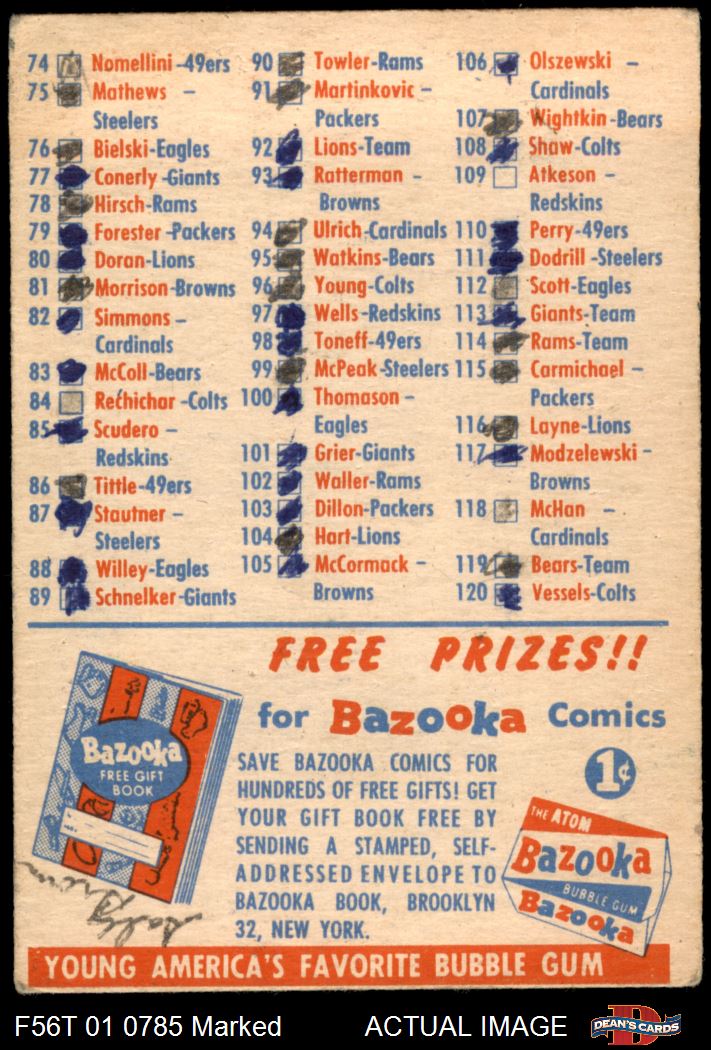 74 Nomellini-49ers
75 Mathews –
Steelers
76 Bielski-Eagles
77 Conerly-Giants
78 Hirsch-Rams
79 Forester-Packers
80 Doran-Lions
81 Morrison-Browns
82 Simmons –
Cardinals
83 McColl-Bears
84 Rechichar-Colts
85 Scudero –
Redskins
86 Tittle-49ers
87 Stautner –
Steelers
88 Willey-Eagles
89 Schnelker-Giants
90 Towler-Rams
91 Martinkovic –
Packers
92 Lions-Team
93 Ratterman –
Browns
94 Ulrich-Cardinals
95 Watkins-Bears
96 Young-Colts
97 Wells-Redskins
98 Toneff-49ers
99 McPeak-Steelers
100 Thomason –
Eagles
101 Grier-Giants
102 Waller-Rams
103 Dillon-Packers
104 Hart-Lions
105 McCormack –
Browns
106 Olszewski –
Cardinals
107 Wightkin-Bears
108 Shaw-Colts
109 Atkeson –
Redskins
110 Perry-49ers
111 Dodrill-Steelers
112 Scott-Eagles
113 Giants-Team
114 Rams-Team
115 Carmichael –
Packers
116 Layne-Lions
117 Modzelewski –
Browns
118 McHan –
Cardinals
119 Bears-Team
120 Vessels-Colts
FREE PRIZES!!
for Bazooka Comics
Bazooka
FREE GIFT
BOOK
SAVE BAZOOKA COMICS FOR
HUNDREDS OF FREE GIFTS! GET
YOUR GIFT BOOK FREE BY
SENDING A STAMPED, SELF-
ADDRESSED ENVELOPE TO
BAZOOKA BOOK, BROOKLYN
32, NEW YORK.
1¢
THE ATOM
Bazooka
BUBBLE GUM
Bazooka
YOUNG AMERICA'S FAVORITE BUBBLE GUM
F56T 01 0785 Marked
ACTUAL IMAGE
DEAN'S CARDS